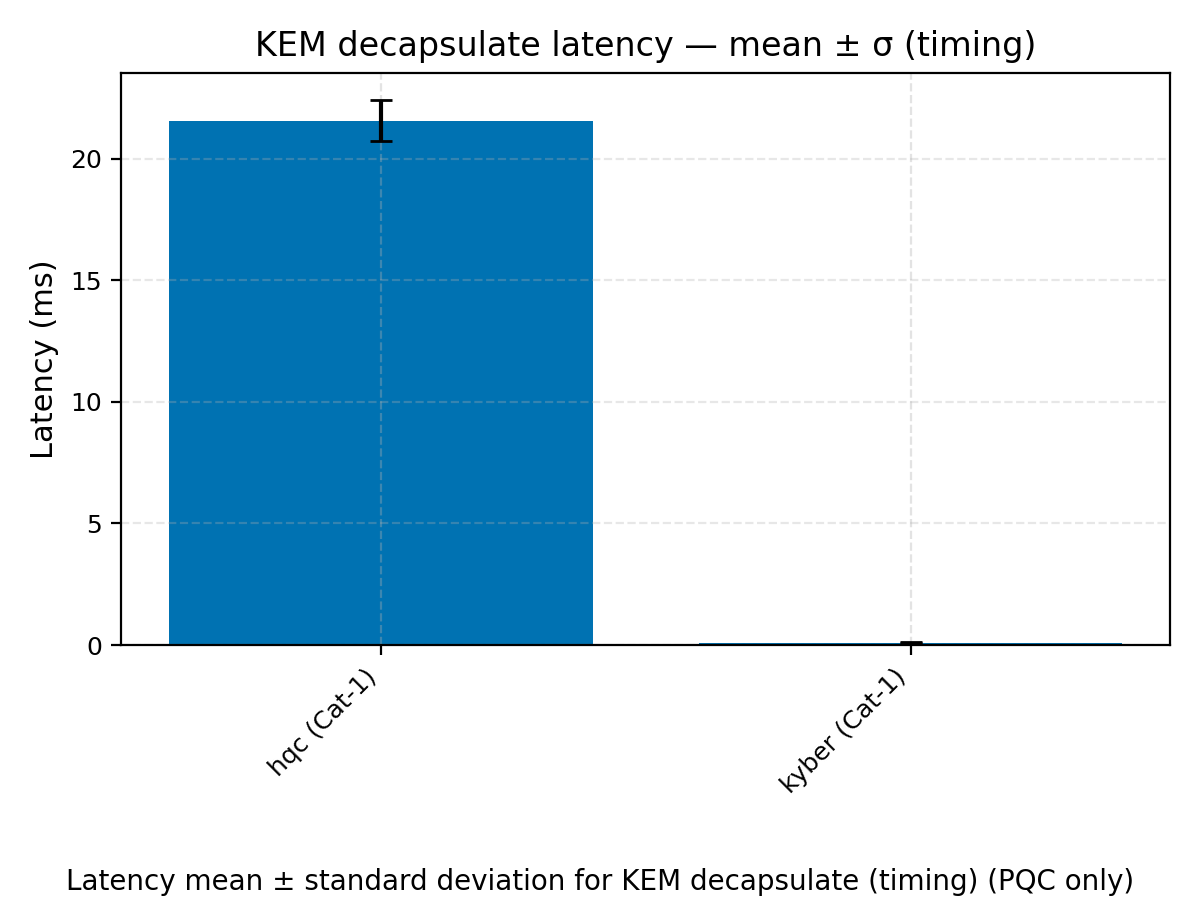 KEM decapsulate latency — mean ± σ (timing)
Latency (ms)
20
15
10
5
0
hqc (Cat-1)
kyber (Cat-1)
Latency mean ± standard deviation for KEM decapsulate (timing) (PQC only)